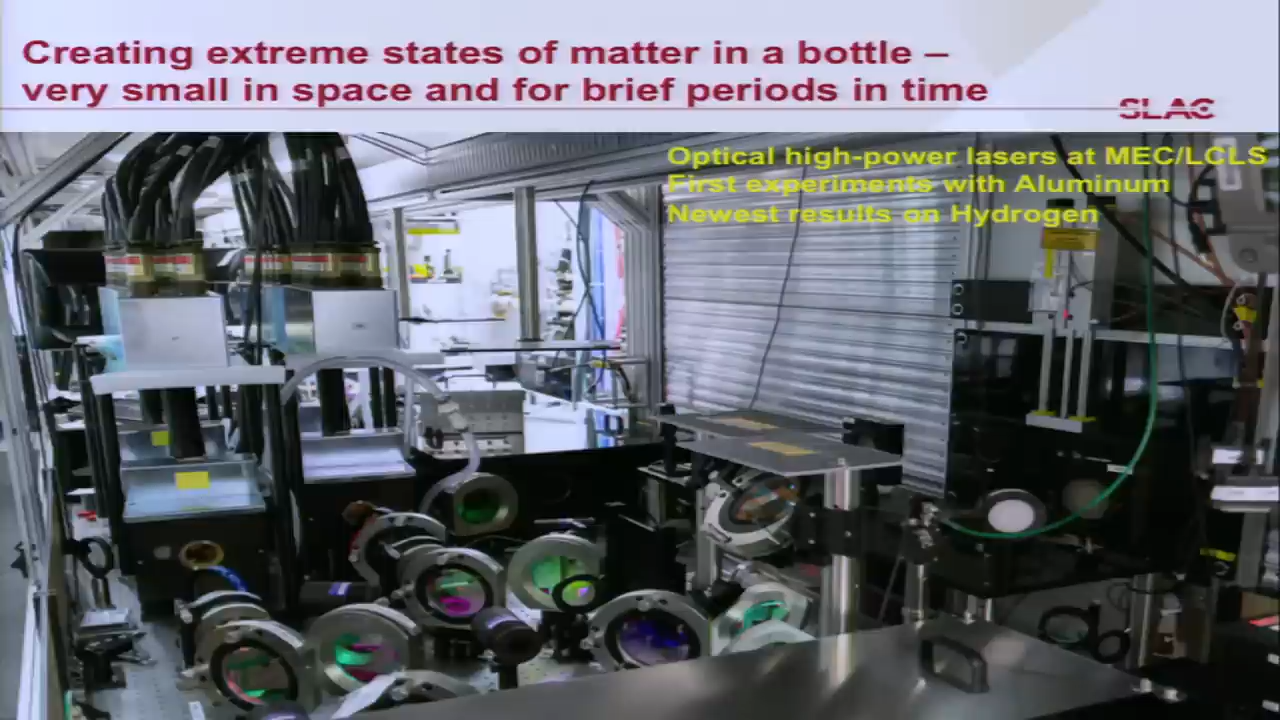 Creating extreme states of matter in a bottle –
very small in space and for brief periods in time
SLAC
Optical high-power lasers at MEC/LCLS
First experiments with Aluminum
Newest results on Hydrogen